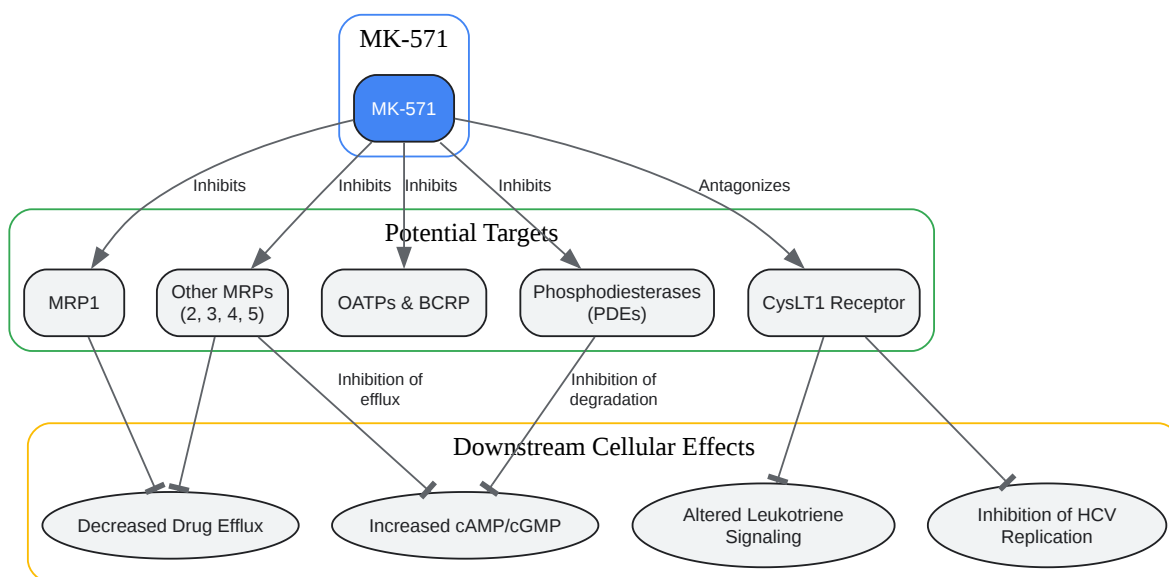 MK-571
MK-571
Inhibits
Inhibits
Inhibits
Inhibits
Antagonizes
Potential Targets
MRP1
Other MRPs
(2, 3, 4, 5)
OATPs & BCRP
Phosphodiesterases
(PDEs)
CysLT1 Receptor
Inhibition of
efflux
Inhibition of
degradation
Downstream Cellular Effects
Decreased Drug Efflux
Increased cAMP/cGMP
Altered Leukotriene
Signaling
Inhibition of HCV
Replication